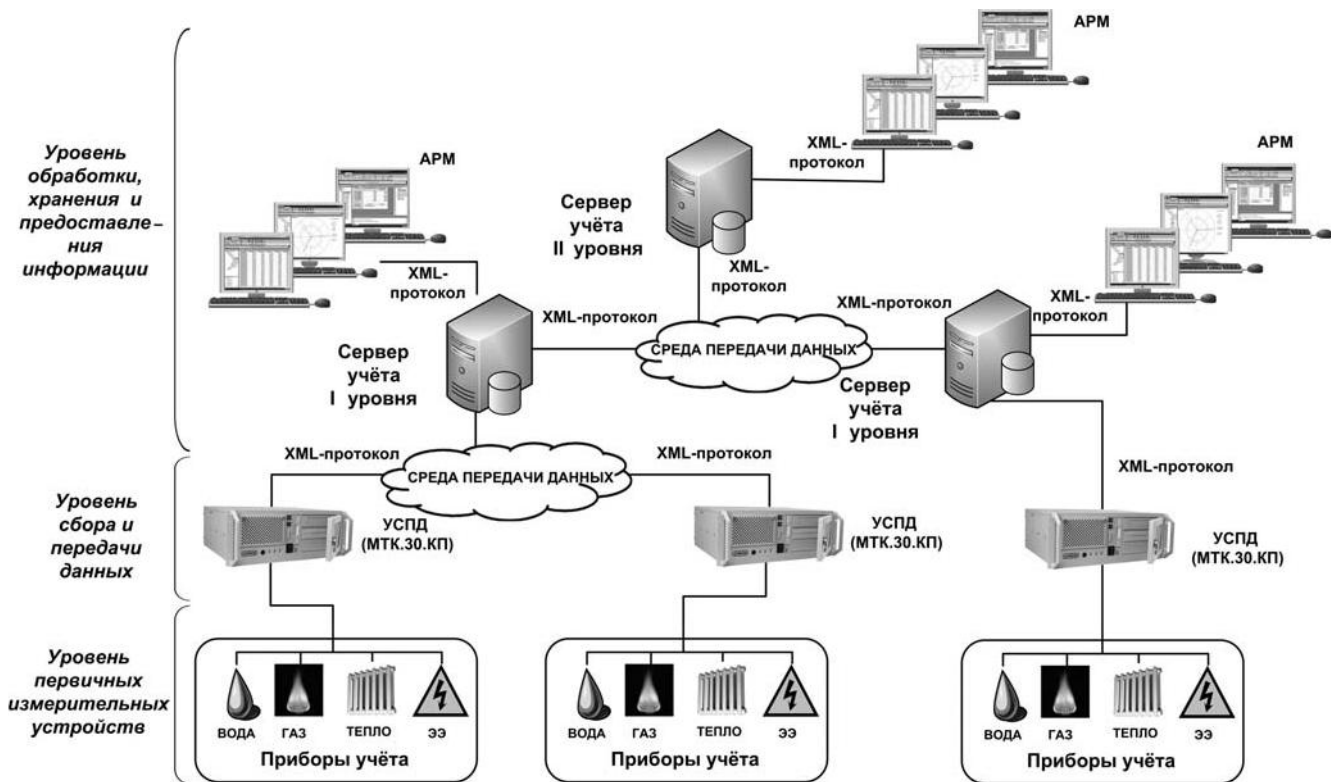 АРМ
XML-
протокол
Сервер
учёта
II уровня
XML-
протокол
Уровень
обработки,
хранения и
предоставле–
ния
информации
АРМ
XML-
протокол
XML-протокол
Сервер
учёта
I уровня
СРЕДА ПЕРЕДАЧИ ДАННЫХ
XML-протокол
АРМ
XML-
протокол
Сервер
учёта
I уровня
XML-протокол
СРЕДА ПЕРЕДАЧИ ДАННЫХ
XML-протокол
XML-протокол
Уровень
сбора и
передачи
данных
УСПД
(МТК.30.КП)
УСПД
(МТК.30.КП)
УСПД
(МТК.30.КП)
Уровень
первичных
измерительных
устройств
ВОДА ГАЗ ТЕПЛО ЭЭ
Приборы учёта
ВОДА ГАЗ ТЕПЛО ЭЭ
Приборы учёта
ВОДА ГАЗ ТЕПЛО ЭЭ
Приборы учёта